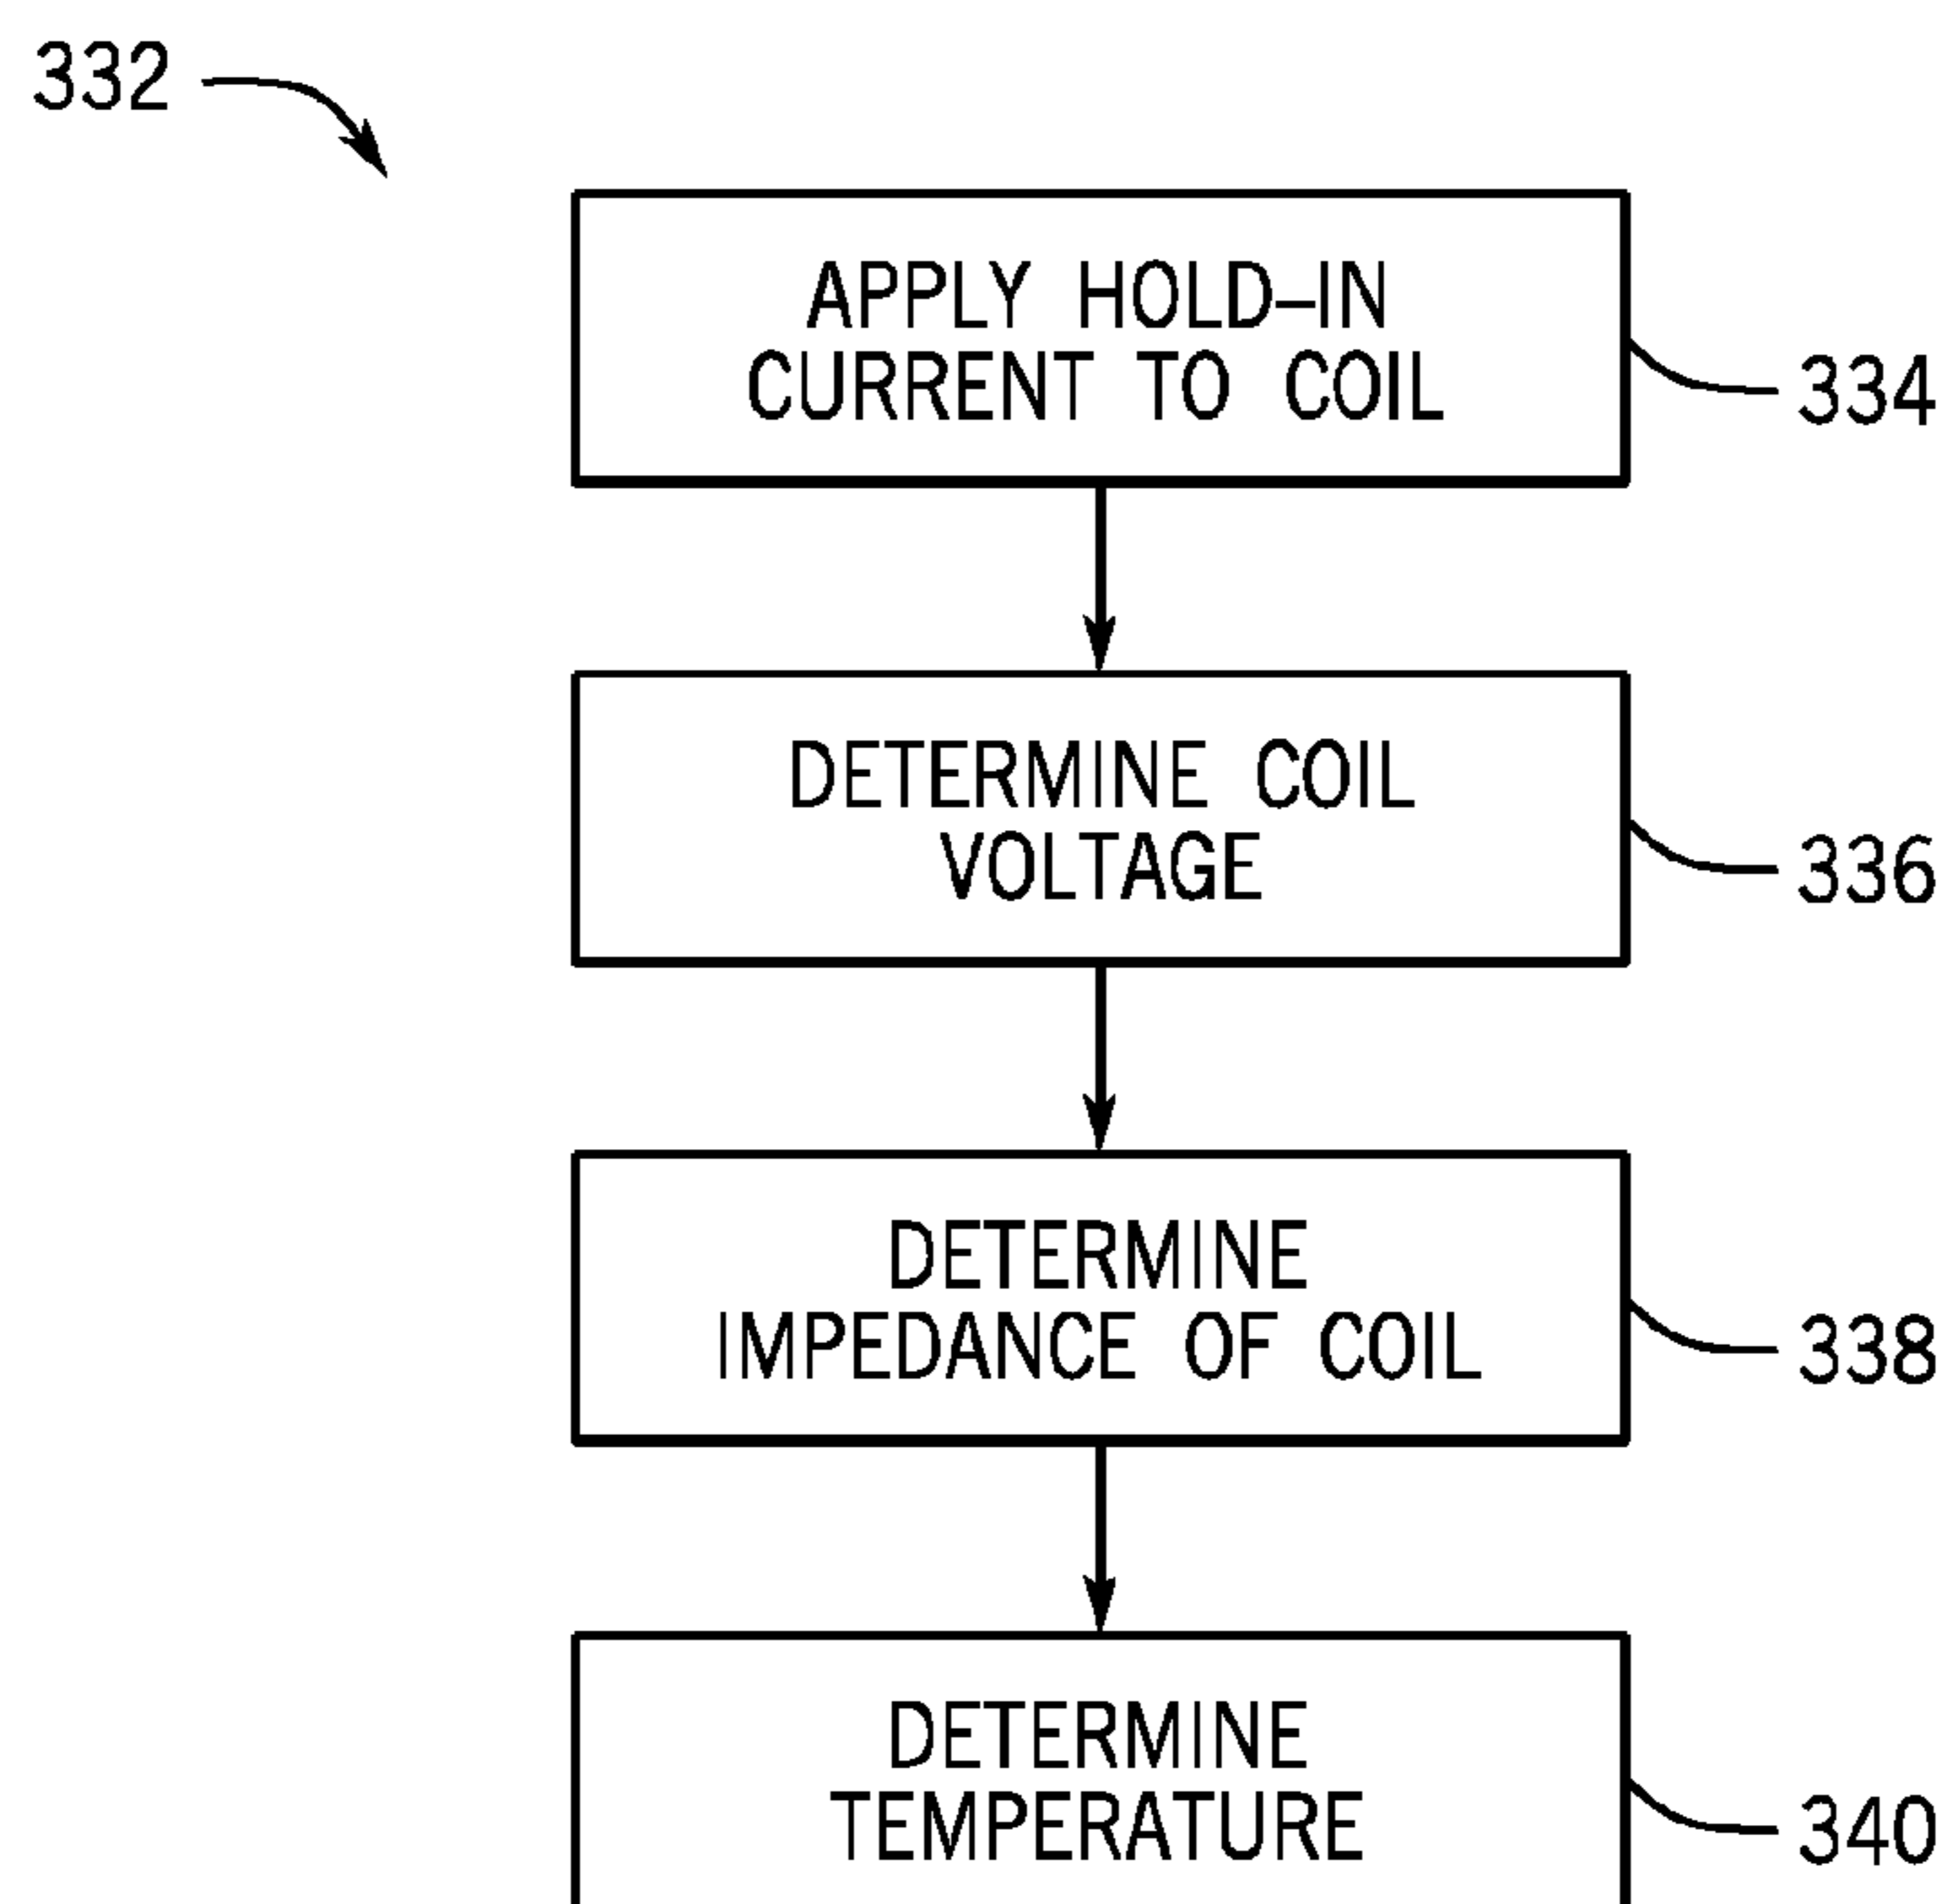 332
APPLY HOLD–IN
CURRENT TO COIL
334
DETERMINE COIL
VOLTAGE
336
DETERMINE
IMPEDANCE OF COIL
338
DETERMINE
TEMPERATURE
340